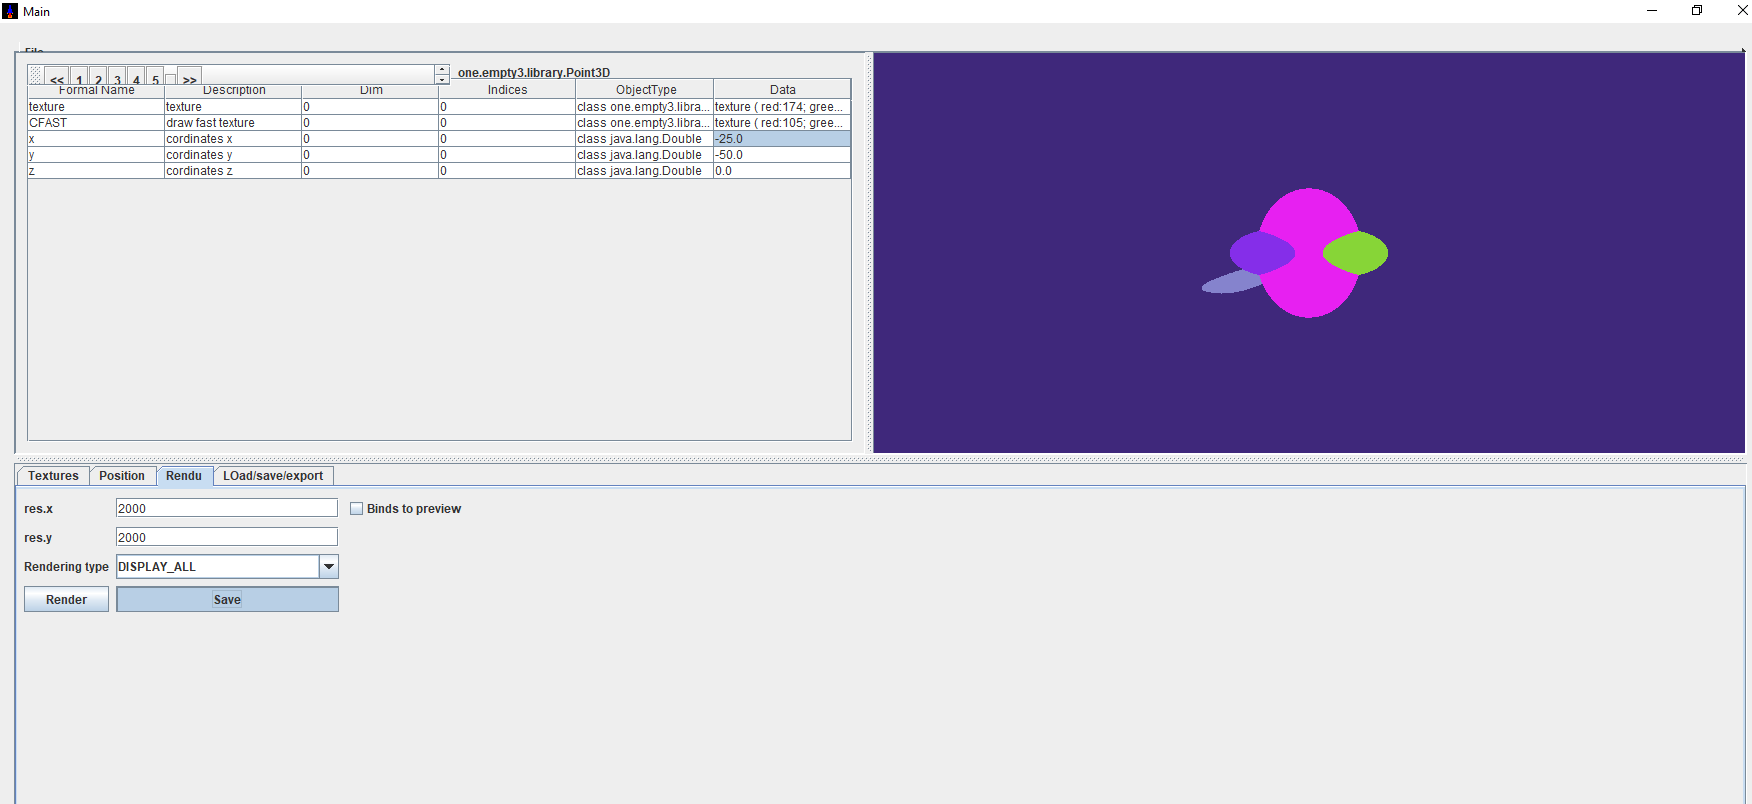 Main
File
<< 1 2 3 4 5 >>
one.empty3.library.Point3D
Formal Name Description Dim Indices ObjectType Data
texture texture 0 0 class one.empty3.libra... texture ( red:174; gree...
CFAST draw fast texture 0 0 class one.empty3.libra... texture ( red:105; gree...
x cordinates x 0 0 class java.lang.Double -25.0
y cordinates y 0 0 class java.lang.Double -50.0
z cordinates z 0 0 class java.lang.Double 0.0
Textures Position Rendu LOad/save/export
res.x 2000 Binds to preview
res.y 2000
Rendering type DISPLAY_ALL
Render Save